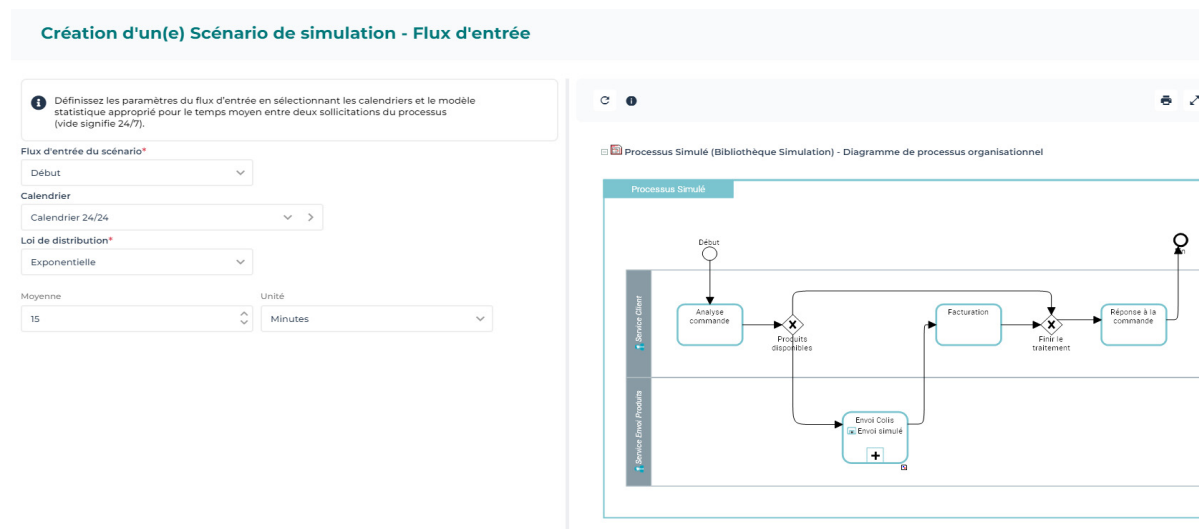 Création d'un(e) Scénario de simulation - Flux d'entrée
Définissez les paramètres du flux d'entrée en sélectionnant les calendriers et le modèle
statistique approprié pour le temps moyen entre deux sollicitations du processus
(vide signifie 24/7).
Flux d'entrée du scénario*
Début
Calendrier
Calendrier 24/24
Loi de distribution*
Exponentielle
Moyenne
Unité
15
Minutes
Processus Simulé (Bibliothèque Simulation) - Diagramme de processus organisationnel
Processus Simulé
Début
Service Client
Analyse
commande
Produits
disponibles
Facturation
Finir le
traitement
Réponse à la
commande
Service Envoi Produits
Envoi Colis
Envoi simulé